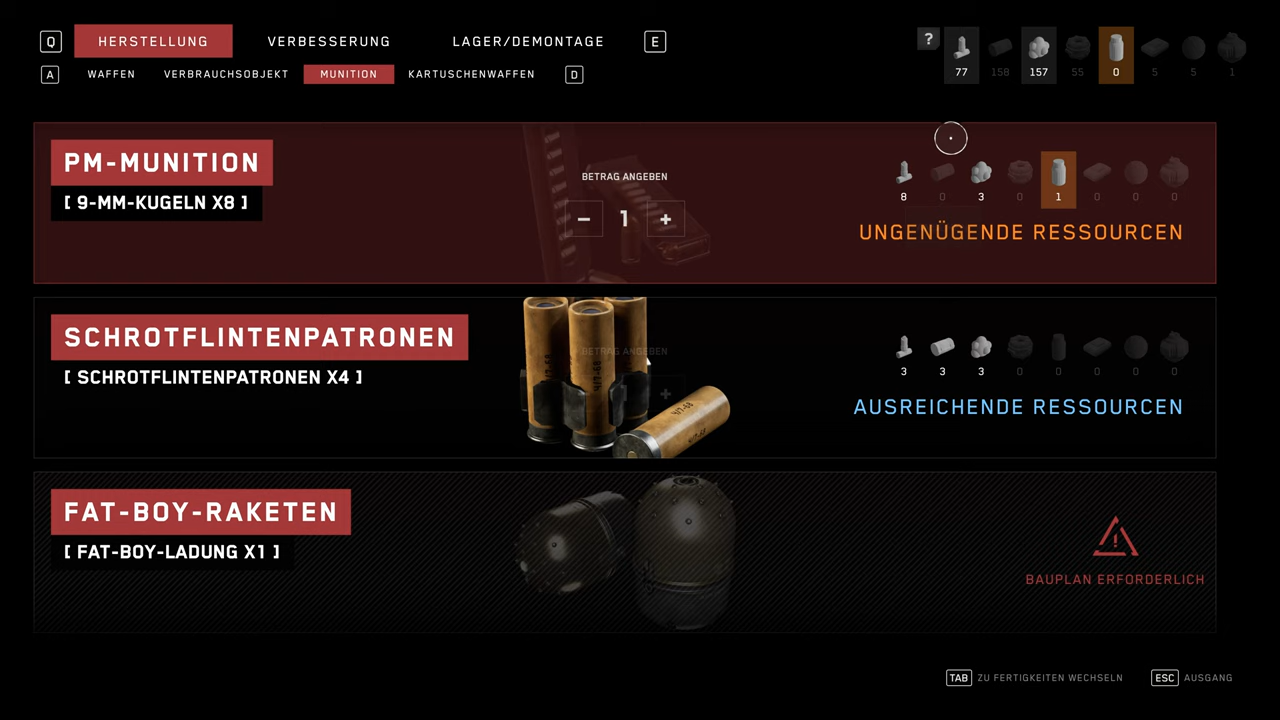 Q HERSTELLUNG VERBESSERUNG LAGER/DEMONTAGE E
A WAFFEN VERBRAUCHSOBJEKT MUNITION KARTUSCHENWAFFEN D
?
77 158 157 55 0 5 5 1
PM-MUNITION
[ 9-MM-KUGELN X8 ]
BETRAG ANGEBEN
− 1 +
8 0 3 0 1 0 0 0
UNGENÜGENDE RESSOURCEN
SCHROTFLINTENPATRONEN
[ SCHROTFLINTENPATRONEN X4 ]
BETRAG ANGEBEN
+
3 3 3 0 0 0 0 0
AUSREICHENDE RESSOURCEN
FAT-BOY-RAKETEN
[ FAT-BOY-LADUNG X1 ]
BAUPLAN ERFORDERLICH
TAB ZU FERTIGKEITEN WECHSELN ESC AUSGANG